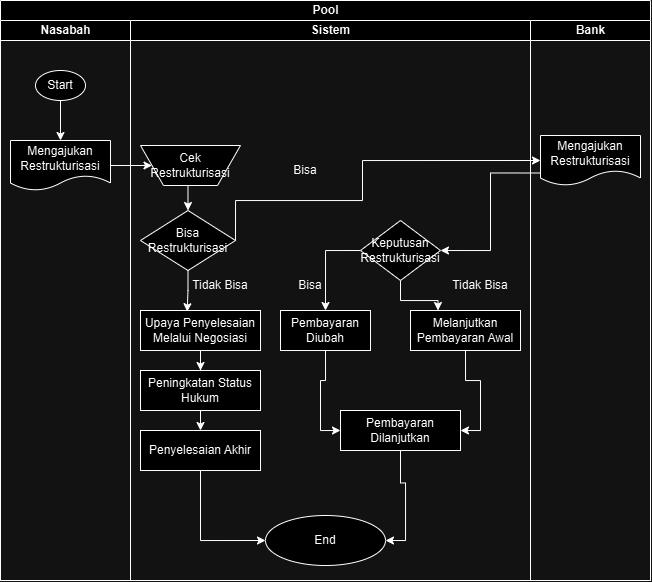 Pool
Nasabah
Sistem
Bank
Start
Mengajukan
Restrukturisasi
Cek
Restrukturisasi
Bisa
Mengajukan
Restrukturisasi
Bisa
Restrukturisasi
Keputusan
Restrukturisasi
Tidak Bisa
Bisa
Tidak Bisa
Upaya Penyelesaian
Melalui Negosiasi
Pembayaran
Diubah
Melanjutkan
Pembayaran Awal
Peningkatan Status
Hukum
Pembayaran
Dilanjutkan
Penyelesaian Akhir
End